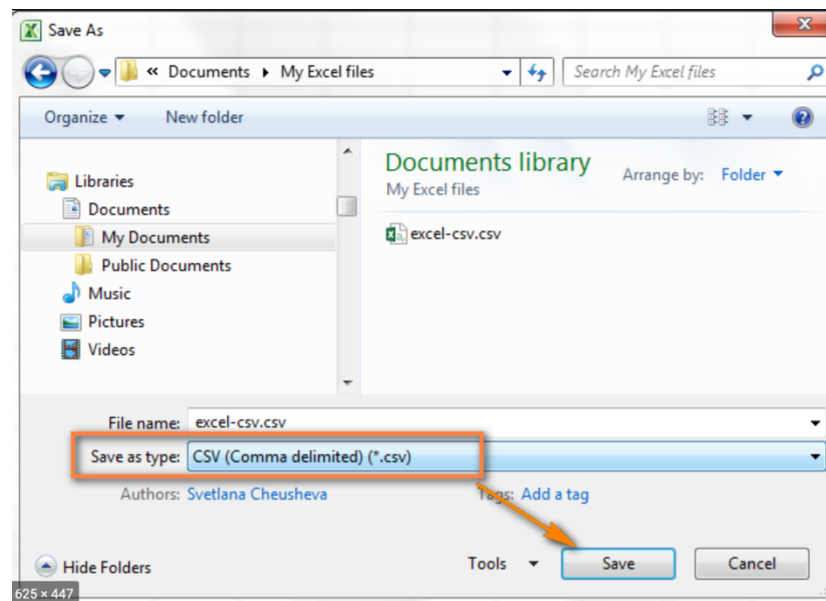 Save As
« Documents ▸ My Excel files
Search My Excel files
Organize
New folder
Libraries
Documents
My Documents
Public Documents
Music
Pictures
Videos
Documents library
My Excel files
Arrange by: Folder
excel-csv.csv
File name: excel-csv.csv
Save as type: CSV (Comma delimited) (*.csv)
Authors: Svetlana Cheusheva
Tags: Add a tag
Hide Folders
Tools
Save
Cancel
625 × 447